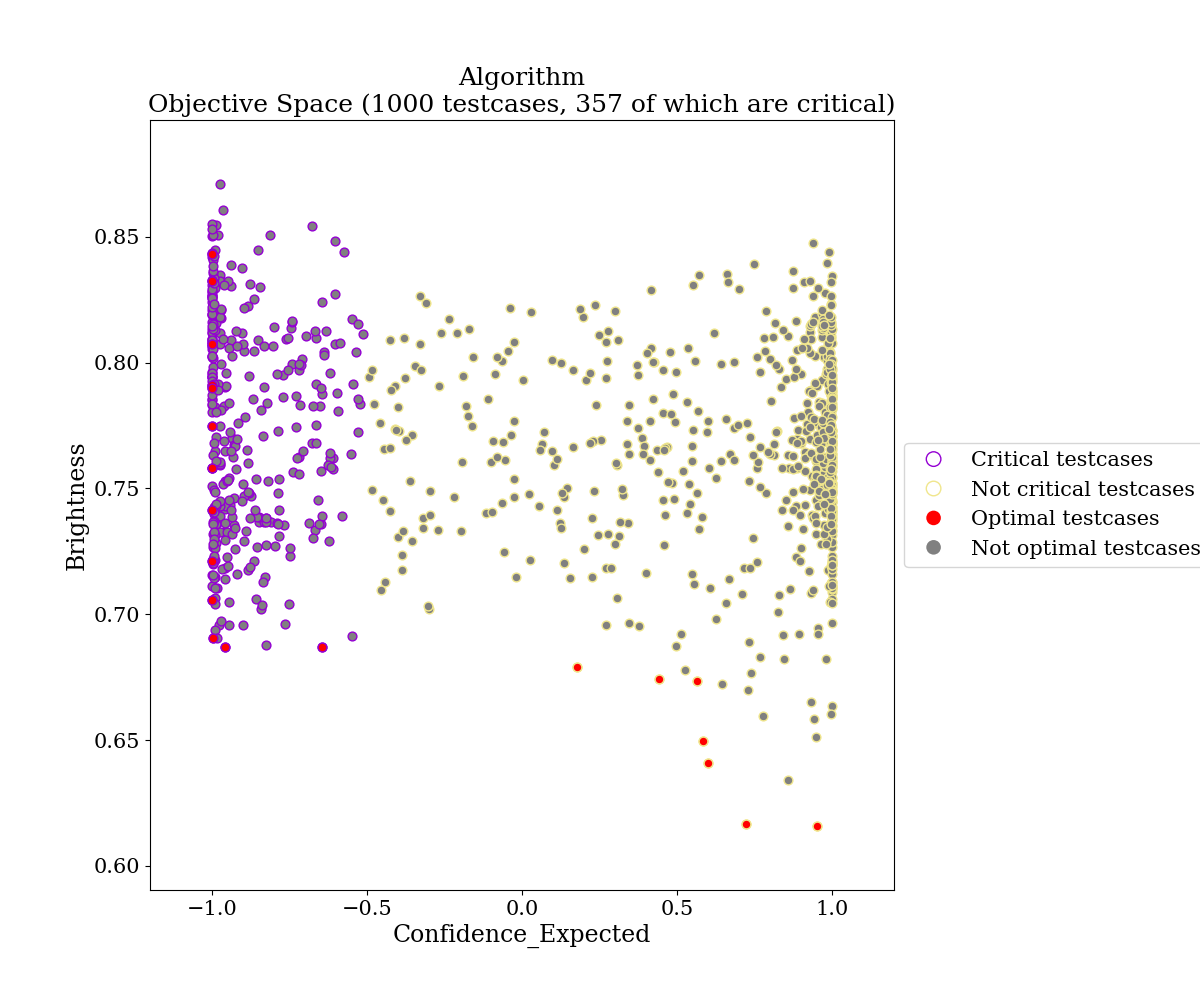 Algorithm
Objective Space (1000 testcases, 357 of which are critical)
0.85
0.80
0.75
0.70
0.65
0.60
Brightness
−1.0
−0.5
0.0
0.5
1.0
Confidence_Expected
Critical testcases
Not critical testcases
Optimal testcases
Not optimal testcases